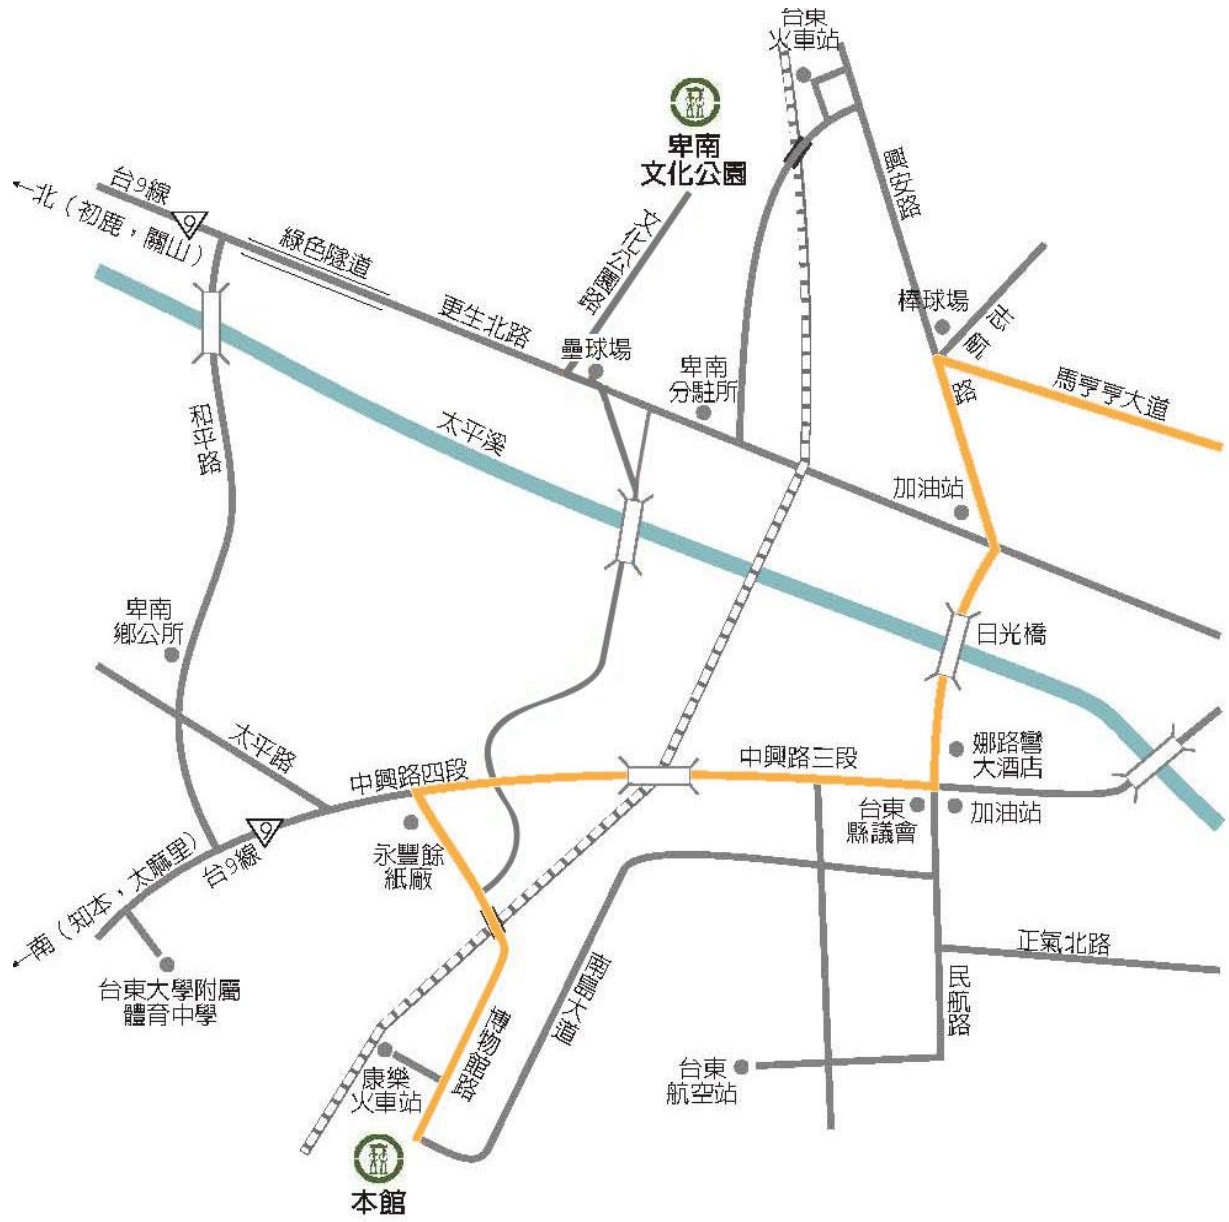 台東
火車站
卑南
文化公園
興安路
台9線
9
←北（初鹿，關山）
綠色隧道
文化公園路
更生北路
棒球場
志航路
壘球場
卑南
分駐所
馬亨亨大道
和平路
太平溪
加油站
卑南
鄉公所
日光橋
太平路
中興路四段
中興路三段
娜路彎
大酒店
台東
縣議會
加油站
9
台9線
永豐餘
紙廠
←南（知本，太麻里）
正氣北路
台東大學附屬
體育中學
南島大道
民航路
博物館路
康樂
火車站
台東
航空站
本館